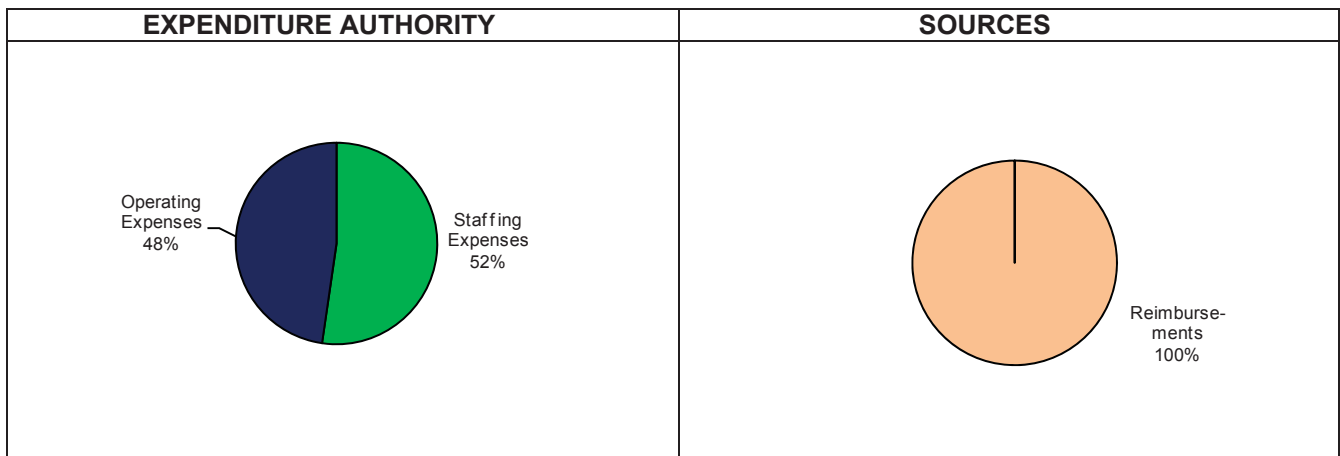 EXPENDITURE AUTHORITY
SOURCES
Operating
Expenses
48%
Staffing
Expenses
52%
Reimburse-
ments
100%